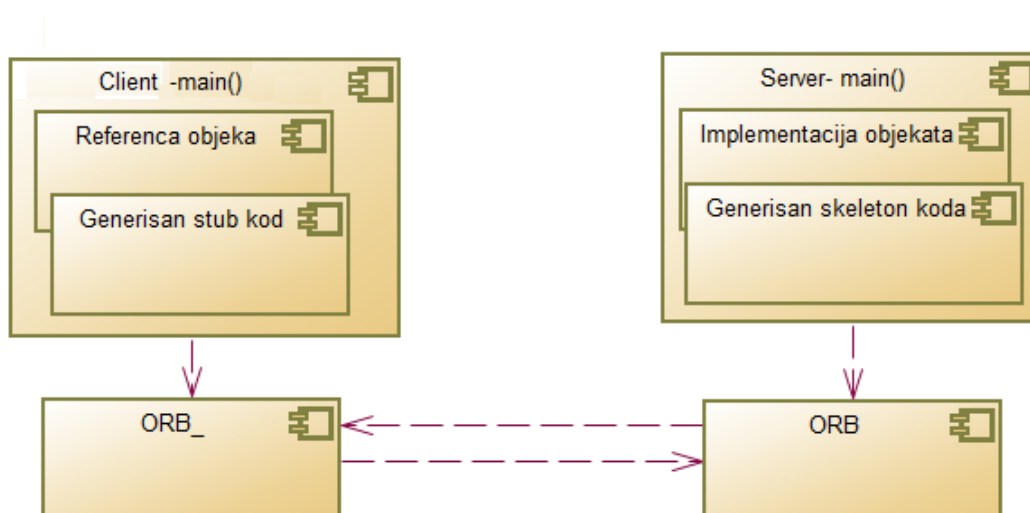 Client -main()
Referenca objeka
Generisan stub kod
Server- main()
Implementacija objekata
Generisan skeleton koda
ORB_
ORB